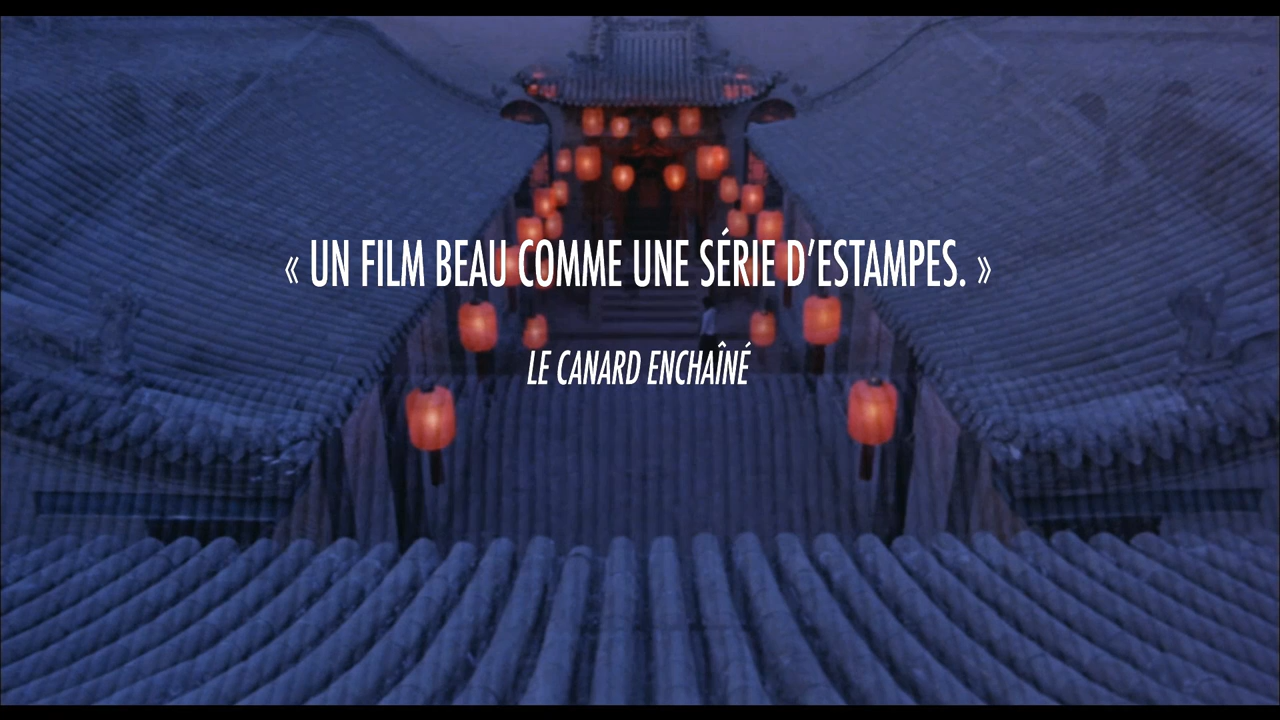 « UN FILM BEAU COMME UNE SÉRIE D’ESTAMPES. »
LE CANARD ENCHAÎNÉ